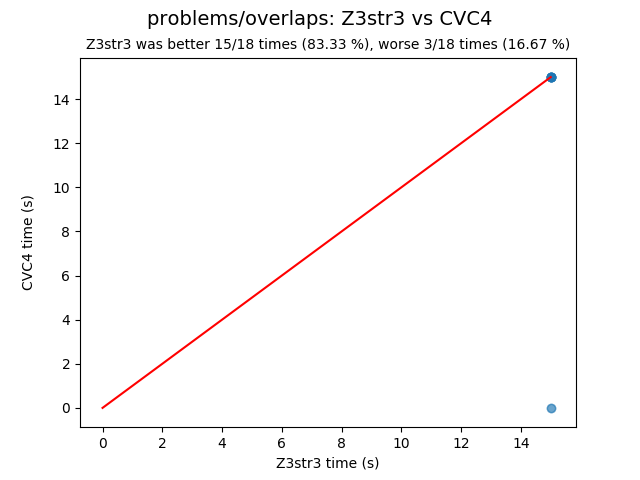 problems/overlaps: Z3str3 vs CVC4
Z3str3 was better 15/18 times (83.33 %), worse 3/18 times (16.67 %)
14
12
10
8
6
4
2
0
CVC4 time (s)
0 2 4 6 8 10 12 14
Z3str3 time (s)